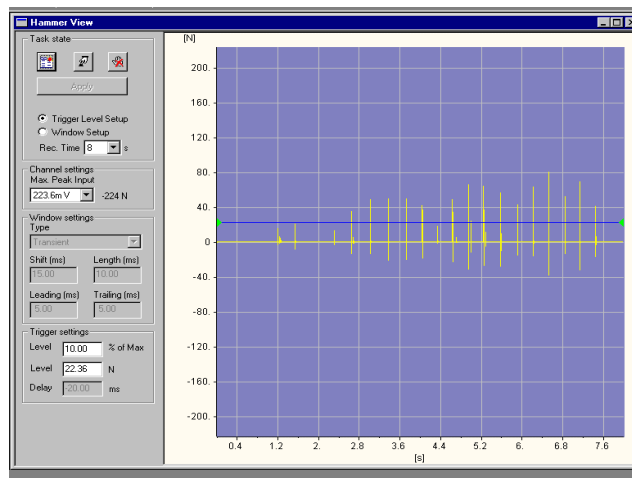 Hammer View
Task state
Apply
Trigger Level Setup
Window Setup
Rec. Time 8 s
Channel settings
Max. Peak Input
223.6m V -224 N
Window settings
Type
Transient
Shift (ms) Length (ms)
15.00 10.00
Leading (ms) Trailing (ms)
5.00 5.00
Trigger settings
Level 10.00 % of Max
Level 22.36 N
Delay -20.00 ms
[N]
200.
160.
120.
80.
40.
0
-40.
-80.
-120.
-160.
-200.
0.4 1.2 2. 2.8 3.6 4.4 5.2 6. 6.8 7.6
[s]